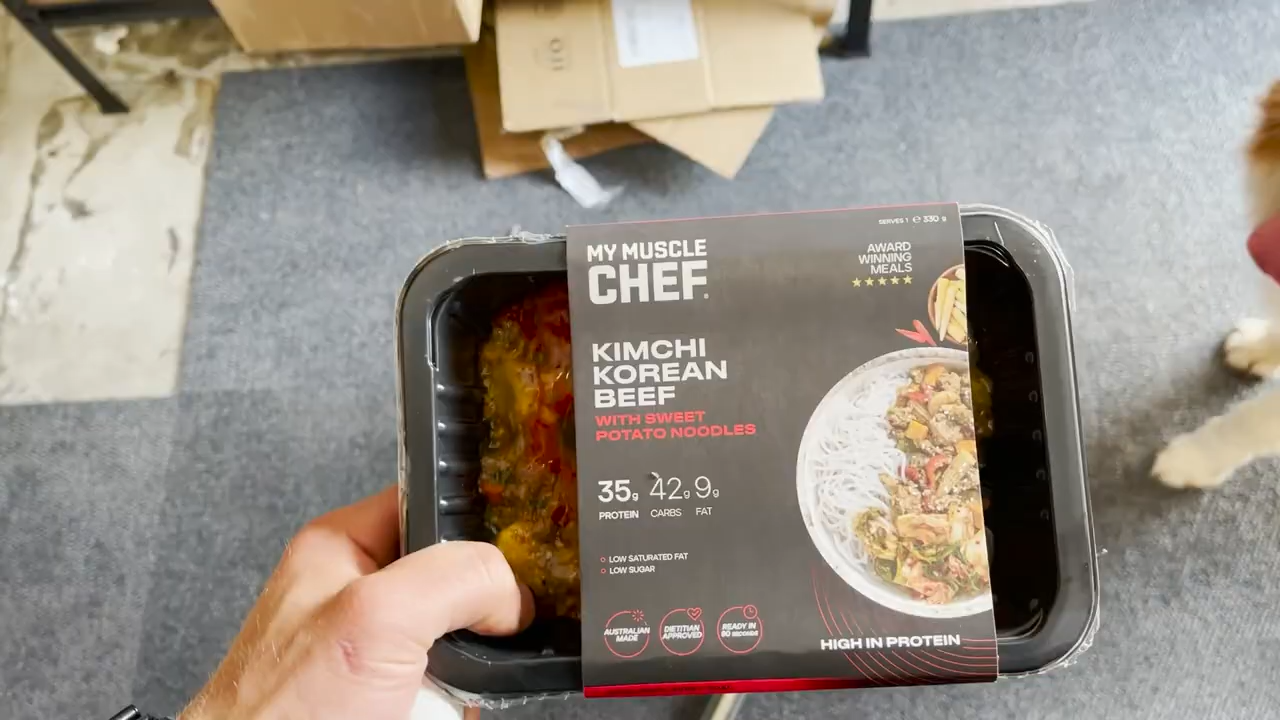 SERVES 1 ℮ 330 g
MY MUSCLE
CHEF.
AWARD
WINNING
MEALS
KIMCHI
KOREAN
BEEF
WITH SWEET
POTATO NOODLES
35g 42g 9g
PROTEIN CARBS FAT
LOW SATURATED FAT
LOW SUGAR
AUSTRALIAN
MADE
DIETITIAN
APPROVED
READY IN
90 SECONDS
HIGH IN PROTEIN